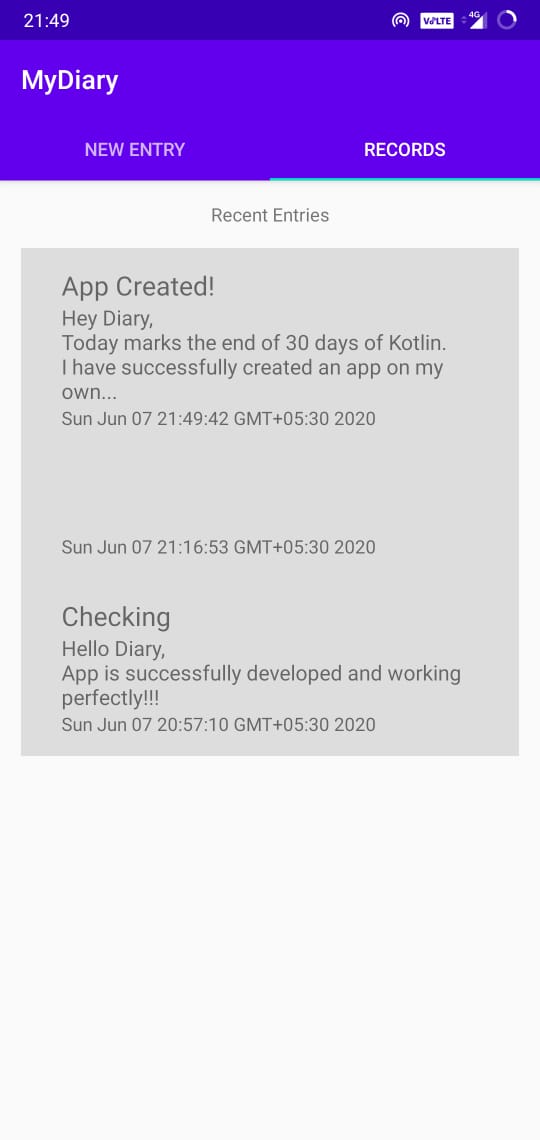 21:49
VoLTE 4G
MyDiary
NEW ENTRY RECORDS
Recent Entries
App Created!
Hey Diary,
Today marks the end of 30 days of Kotlin.
I have successfully created an app on my
own...
Sun Jun 07 21:49:42 GMT+05:30 2020
Sun Jun 07 21:16:53 GMT+05:30 2020
Checking
Hello Diary,
App is successfully developed and working
perfectly!!!
Sun Jun 07 20:57:10 GMT+05:30 2020